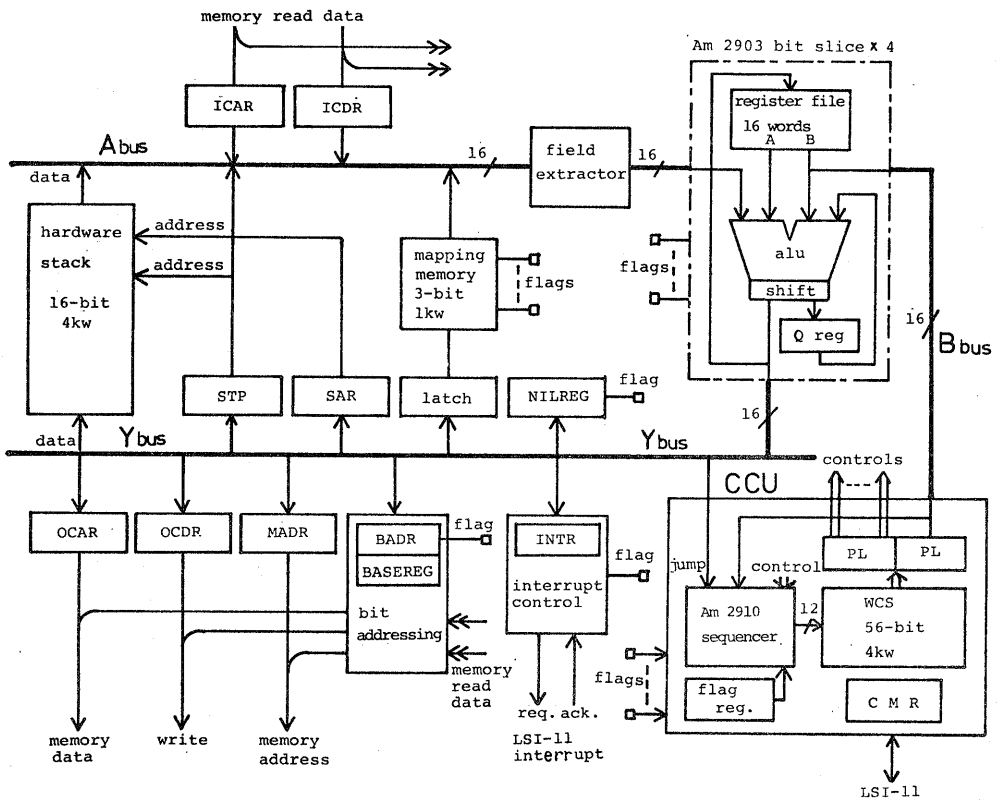 memory read data
Am 2903 bit slice x 4
ICAR
ICDR
register file
16 words
A B
A bus
16
field
extractor
16
data
hardware
stack
16-bit
4kw
address
address
mapping
memory
3-bit
1kw
flags
flags
alu
shift
Q reg
16
B bus
STP
SAR
latch
NILREG
flag
16
data
Y bus
Y bus
controls
CCU
OCAR
OCDR
MADR
BADR
BASEREG
flag
bit
addressing
INTR
interrupt
control
flag
jump
control
PL
PL
Am 2910
sequencer
12
WCS
56-bit
4kw
memory
read
data
flags
flag
reg.
C M R
req. ack.
LSI-11
interrupt
memory
data
write
memory
address
LSI-11